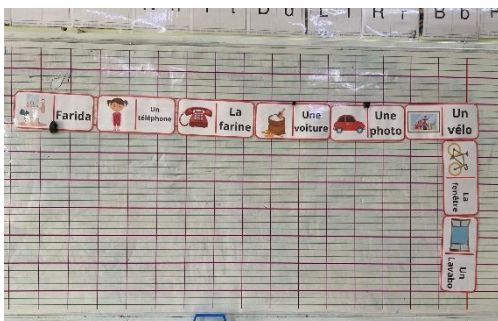 L l R r B b
Farida
Un
téléphone
La
farine
Une
voiture
Une
photo
Un
vélo
La
fenêtre
Un
Lavabo